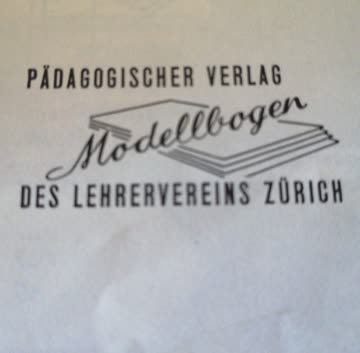 PÄDAGOGISCHER VERLAG
Modellbogen
DES LEHRERVEREINS ZÜRICH